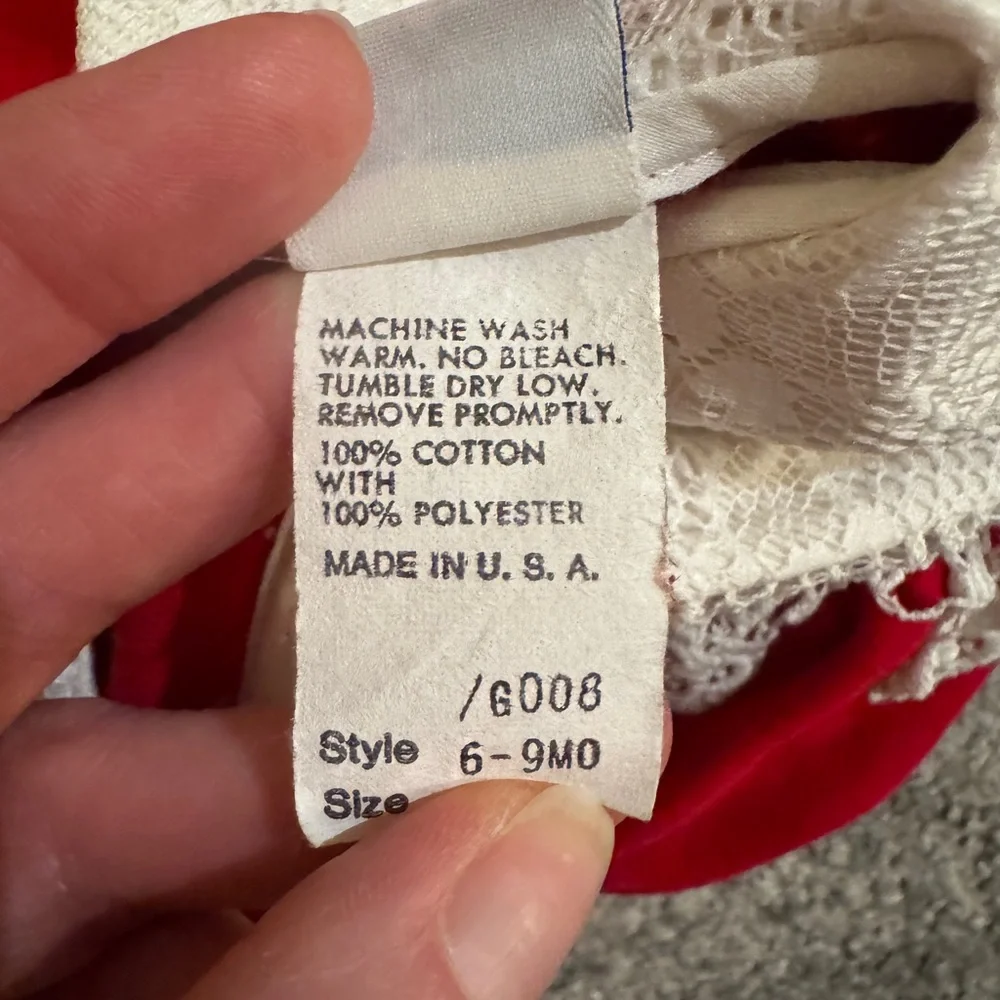 MACHINE WASH
WARM. NO BLEACH.
TUMBLE DRY LOW.
REMOVE PROMPTLY.
100% COTTON
WITH
100% POLYESTER
MADE IN U. S. A.
/G008
Style 6-9MO
Size